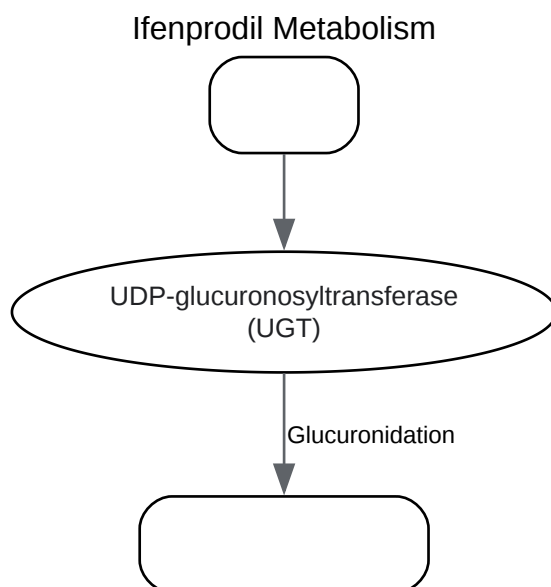 Ifenprodil Metabolism
UDP-glucuronosyltransferase
(UGT)
Glucuronidation